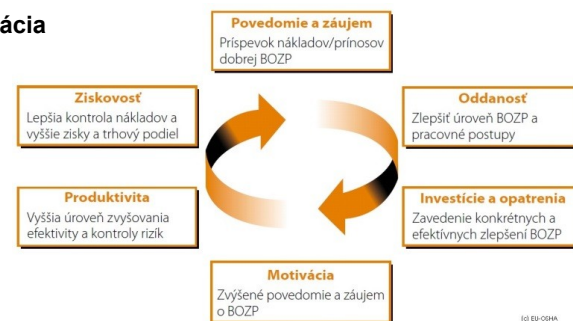 ácia
Povedomie a záujem
Príspevok nákladov/prínosov
dobrej BOZP
Ziskovosť
Lepšia kontrola nákladov a
vyššie zisky a trhový podiel
Oddanosť
Zlepšiť úroveň BOZP a
pracovné postupy
Produktivita
Vyššia úroveň zvyšovania
efektivity a kontroly rizík
Investície a opatrenia
Zavedenie konkrétnych a
efektívnych zlepšení BOZP
Motivácia
Zvýšené povedomie a záujem
o BOZP
(c) EU-OSHA